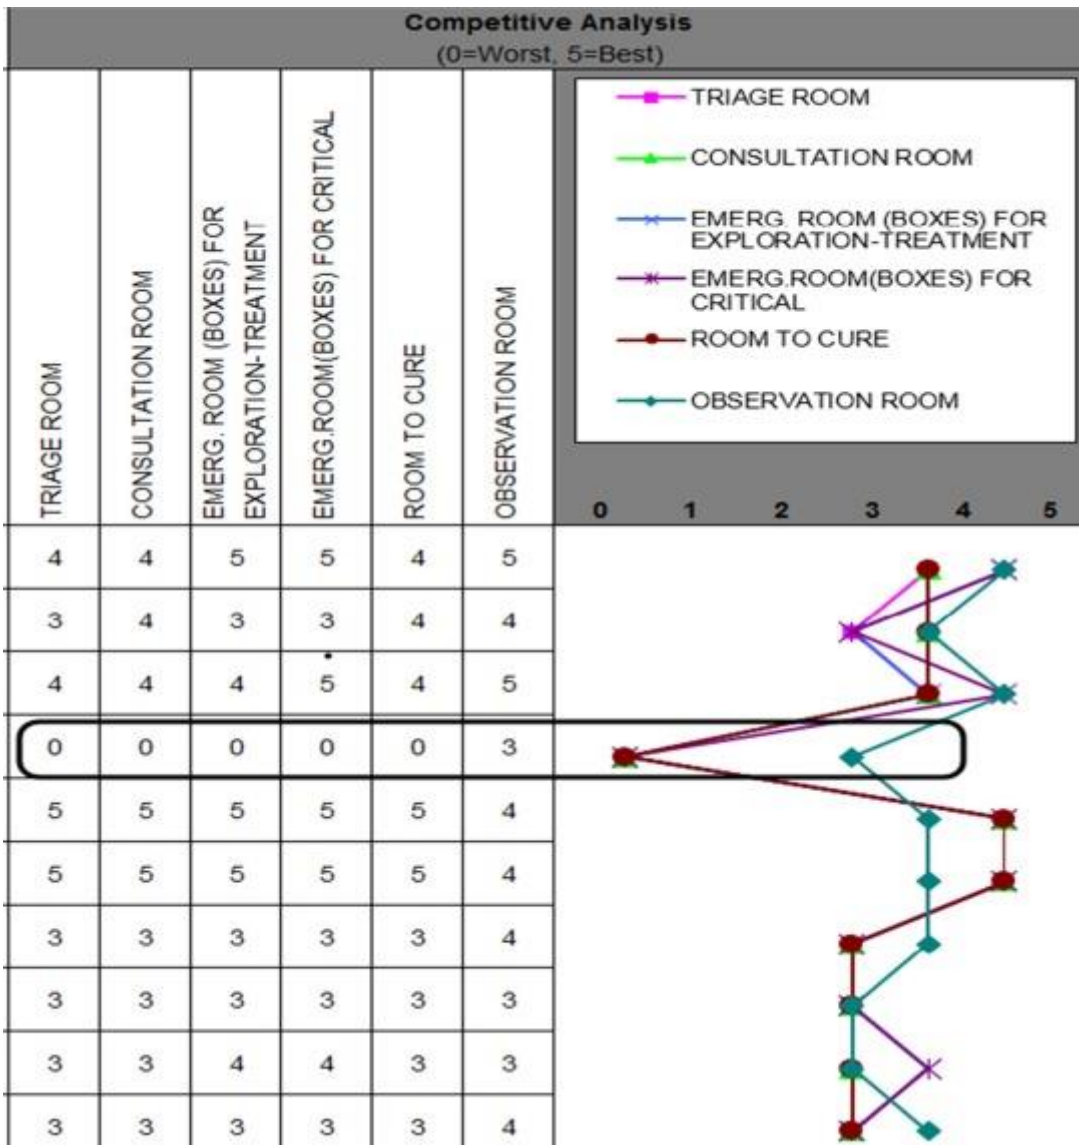 Competitive Analysis
(0=Worst, 5=Best)
TRIAGE ROOM
CONSULTATION ROOM
EMERG. ROOM (BOXES) FOR
EXPLORATION-TREATMENT
EMERG.ROOM(BOXES) FOR CRITICAL
ROOM TO CURE
OBSERVATION ROOM
TRIAGE ROOM
CONSULTATION ROOM
EMERG. ROOM (BOXES) FOR
EXPLORATION-TREATMENT
EMERG.ROOM(BOXES) FOR
CRITICAL
ROOM TO CURE
OBSERVATION ROOM
0 1 2 3 4 5
4 4 5 5 4 5
3 4 3 3 4 4
4 4 4 5 4 5
0 0 0 0 0 3
5 5 5 5 5 4
5 5 5 5 5 4
3 3 3 3 3 4
3 3 3 3 3 3
3 3 4 4 3 3
3 3 3 3 3 4